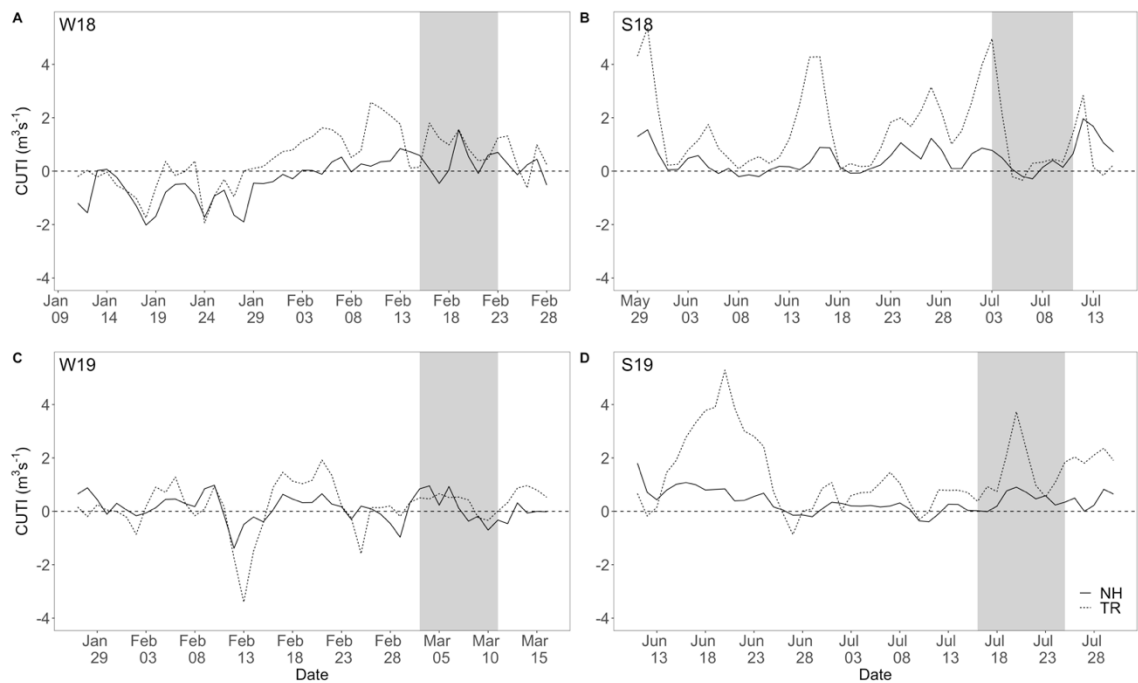 A W18
CUTI (m³s⁻¹)
4
2
0
-2
-4
Jan Jan Jan Jan Jan Feb Feb Feb Feb Feb Feb
09 14 19 24 29 03 08 13 18 23 28
B S18
4
2
0
-2
-4
May Jun Jun Jun Jun Jun Jun Jul Jul Jul
29 03 08 13 18 23 28 03 08 13
C W19
CUTI (m³s⁻¹)
4
2
0
-2
-4
Jan Feb Feb Feb Feb Feb Feb Mar Mar Mar
29 03 08 13 18 23 28 05 10 15
Date
D S19
4
2
0
-2
-4
NH
TR
Jun Jun Jun Jun Jul Jul Jul Jul Jul Jul
13 18 23 28 03 08 13 18 23 28
Date